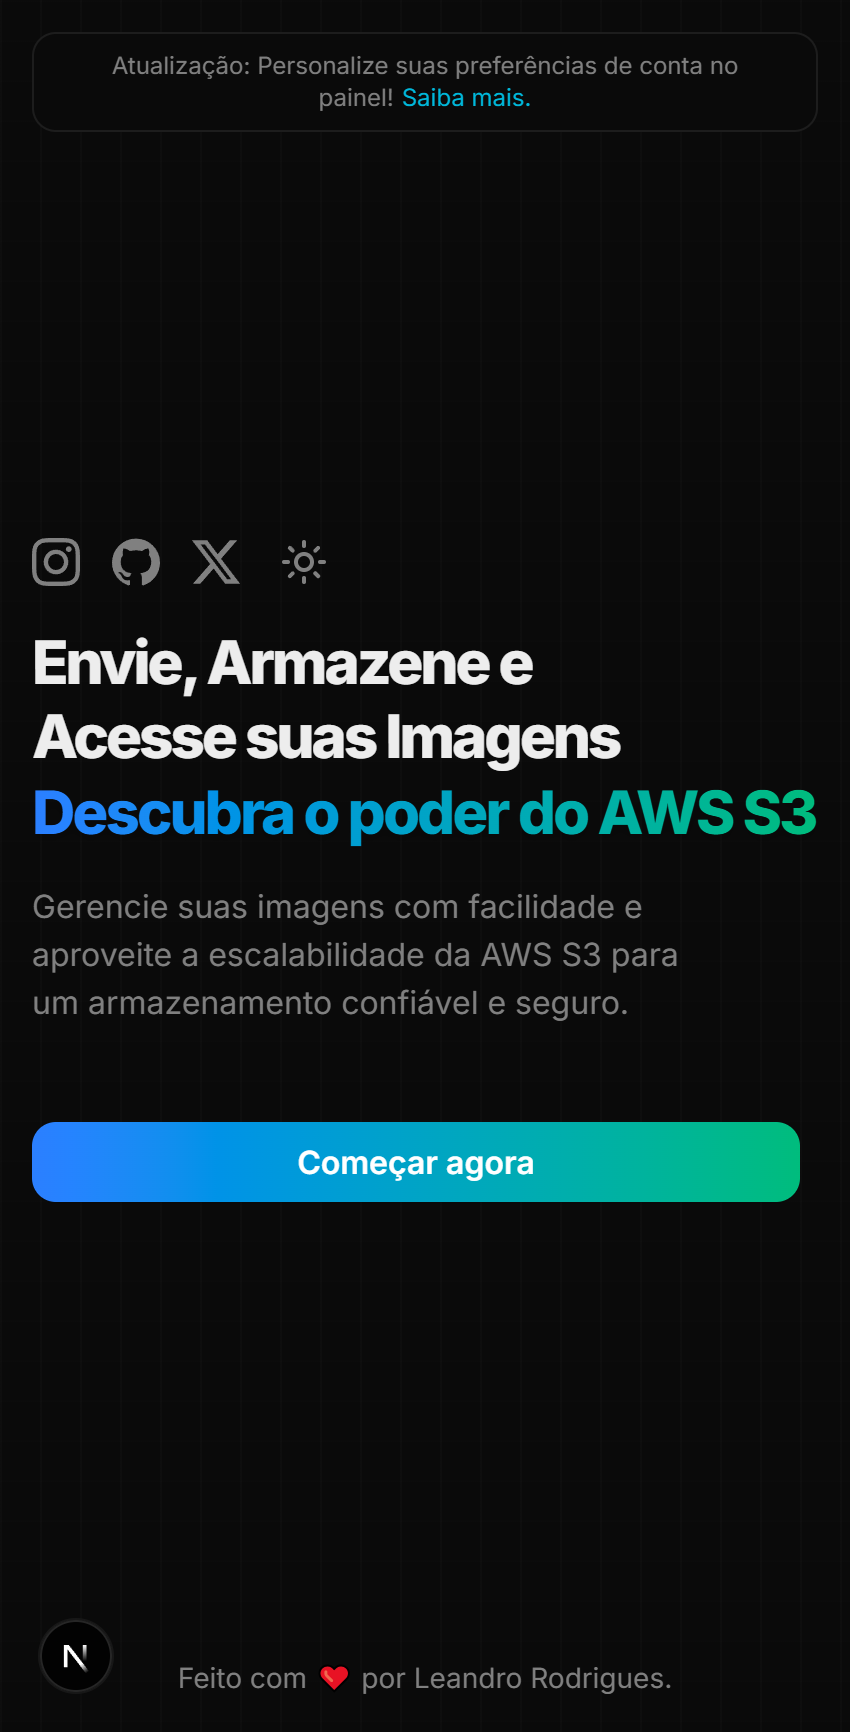 Atualização: Personalize suas preferências de conta no
painel! Saiba mais.
Envie, Armazene e
Acesse suas Imagens
Descubra o poder do AWS S3
Gerencie suas imagens com facilidade e
aproveite a escalabilidade da AWS S3 para
um armazenamento confiável e seguro.
Começar agora
N
Feito com ❤️ por Leandro Rodrigues.